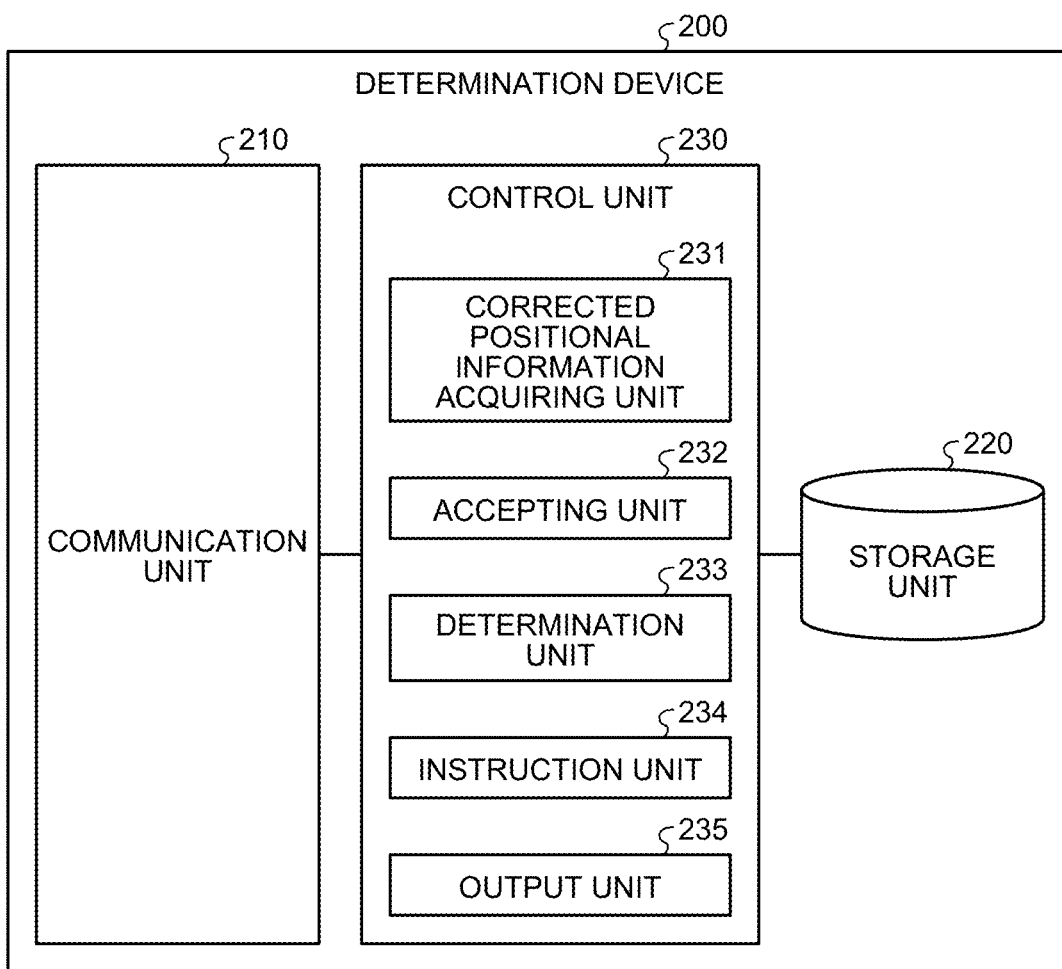 200
DETERMINATION DEVICE
210
COMMUNICATION
UNIT
230
CONTROL UNIT
231
CORRECTED
POSITIONAL
INFORMATION
ACQUIRING UNIT
232
ACCEPTING UNIT
233
DETERMINATION
UNIT
234
INSTRUCTION UNIT
235
OUTPUT UNIT
220
STORAGE
UNIT